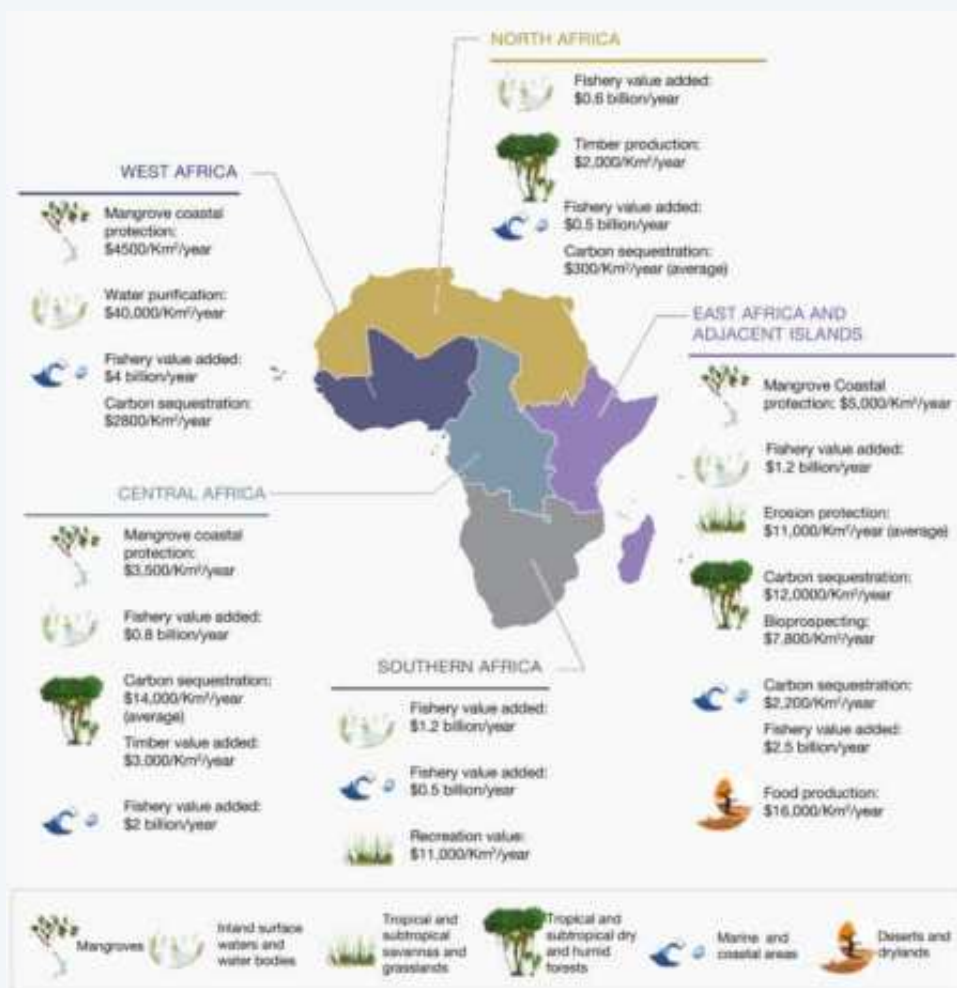 NORTH AFRICA
Fishery value added:
$0.6 billion/year
Timber production:
$2,000/Km²/year
Fishery value added:
$0.5 billion/year
Carbon sequestration:
$300/Km²/year (average)
WEST AFRICA
Mangrove coastal
protection:
$4500/Km²/year
Water purification:
$40,000/Km²/year
Fishery value added:
$4 billion/year
Carbon sequestration:
$2800/Km²/year
EAST AFRICA AND
ADJACENT ISLANDS
Mangrove Coastal
protection: $5,000/Km²/year
Fishery value added:
$1.2 billion/year
Erosion protection:
$11,000/Km²/year (average)
Carbon sequestration:
$12,0000/Km²/year
Bioprospecting:
$7,800/Km²/year
Carbon sequestration:
$2,200/Km²/year
Fishery value added:
$2.5 billion/year
Food production:
$16,000/Km²/year
CENTRAL AFRICA
Mangrove coastal
protection:
$3,500/Km²/year
Fishery value added:
$0.8 billion/year
Carbon sequestration:
$14,000/Km²/year
(average)
Timber value added:
$3,000/Km²/year
Fishery value added:
$2 billion/year
SOUTHERN AFRICA
Fishery value added:
$1.2 billion/year
Fishery value added:
$0.5 billion/year
Recreation value:
$11,000/Km²/year
Mangroves
Inland surface
waters and
water bodies
Tropical and
subtropical
savannas and
grasslands
Tropical and
subtropical dry
and humid
forests
Marine and
coastal areas
Deserts and
drylands